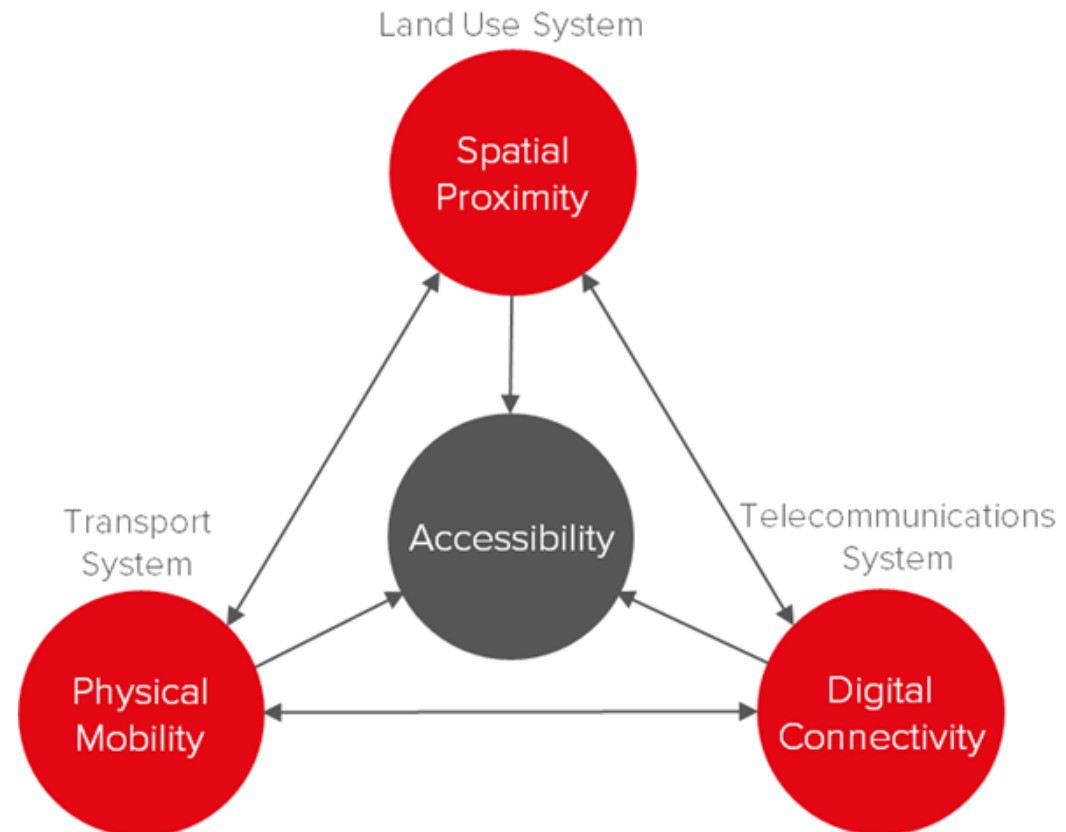 Land Use System
Spatial
Proximity
Accessibility
Transport
System
Telecommunications
System
Physical
Mobility
Digital
Connectivity